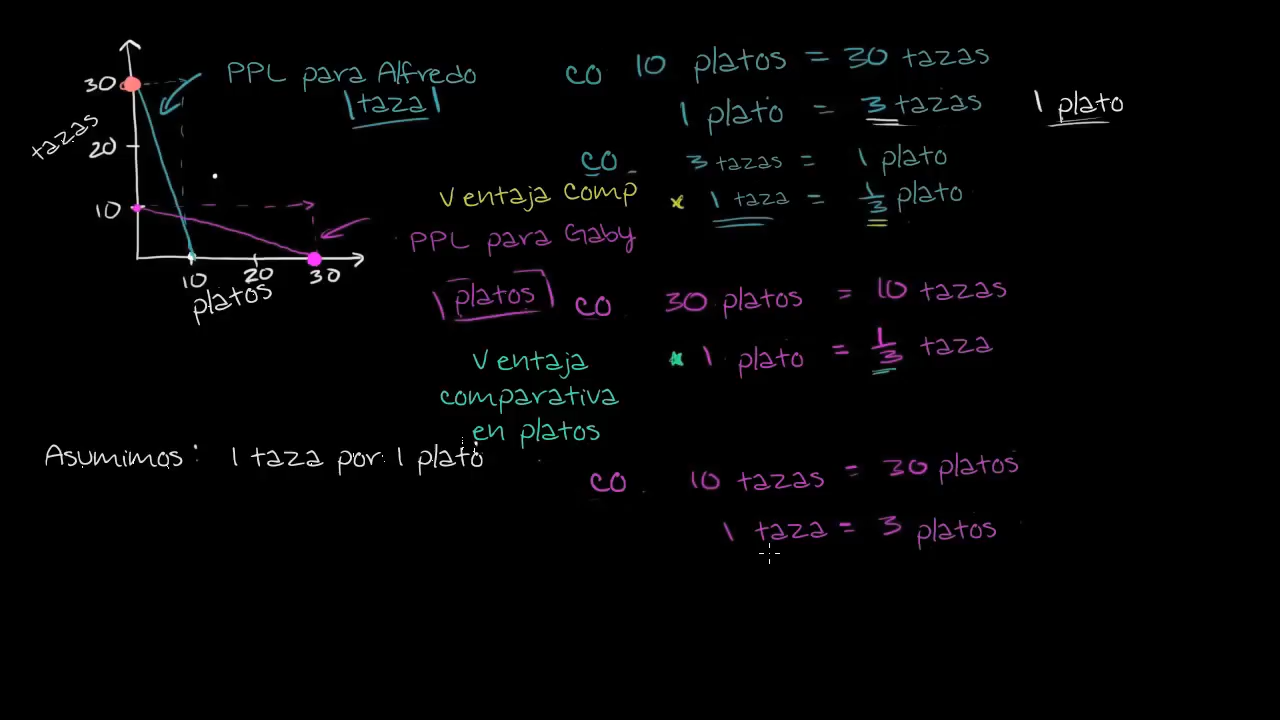 30
tazas
20
10
10
20
30
platos
PPL para Alfredo
1 taza
CO 10 platos = 30 tazas
1 plato = 3 tazas
1 plato
CO 3 tazas = 1 plato
Ventaja Comp * 1 taza = 1/3 plato
PPL para Gaby
1 platos
CO 30 platos = 10 tazas
* 1 plato = 1/3 taza
Ventaja
comparativa
en platos
Asumimos: 1 taza por 1 plato
CO 10 tazas = 30 platos
1 taza = 3 platos